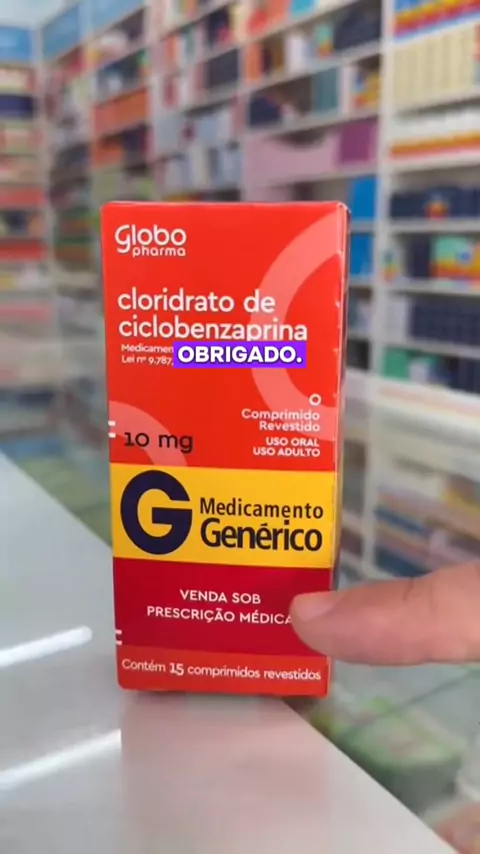 Globo
pharma
cloridrato de
ciclobenzaprina
Lei nº 9.787,
OBRIGADO.
Comprimido
Revestido
USO ORAL
USO ADULTO
10 mg
G Medicamento
Genérico
VENDA SOB
PRESCRIÇÃO MÉDICA
Contém 15 comprimidos revestidos